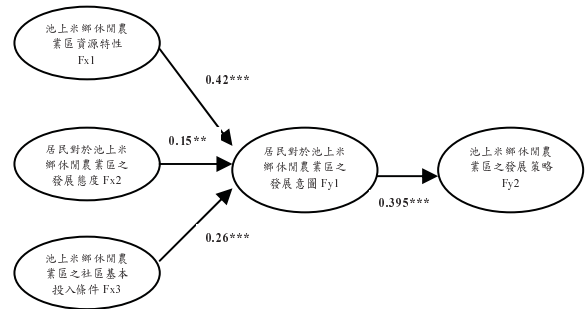 池上米鄉休閒農
業區資源特性
Fx1
0.42***
居民對於池上米
鄉休閒農業區之
發展態度 Fx2
0.15**
居民對於池上米
鄉休閒農業區之
發展意圖 Fy1
0.395***
池上米鄉休閒農
業區之發展策略
Fy2
池上米鄉休閒農
業區之社區基本
投入條件 Fx3
0.26***